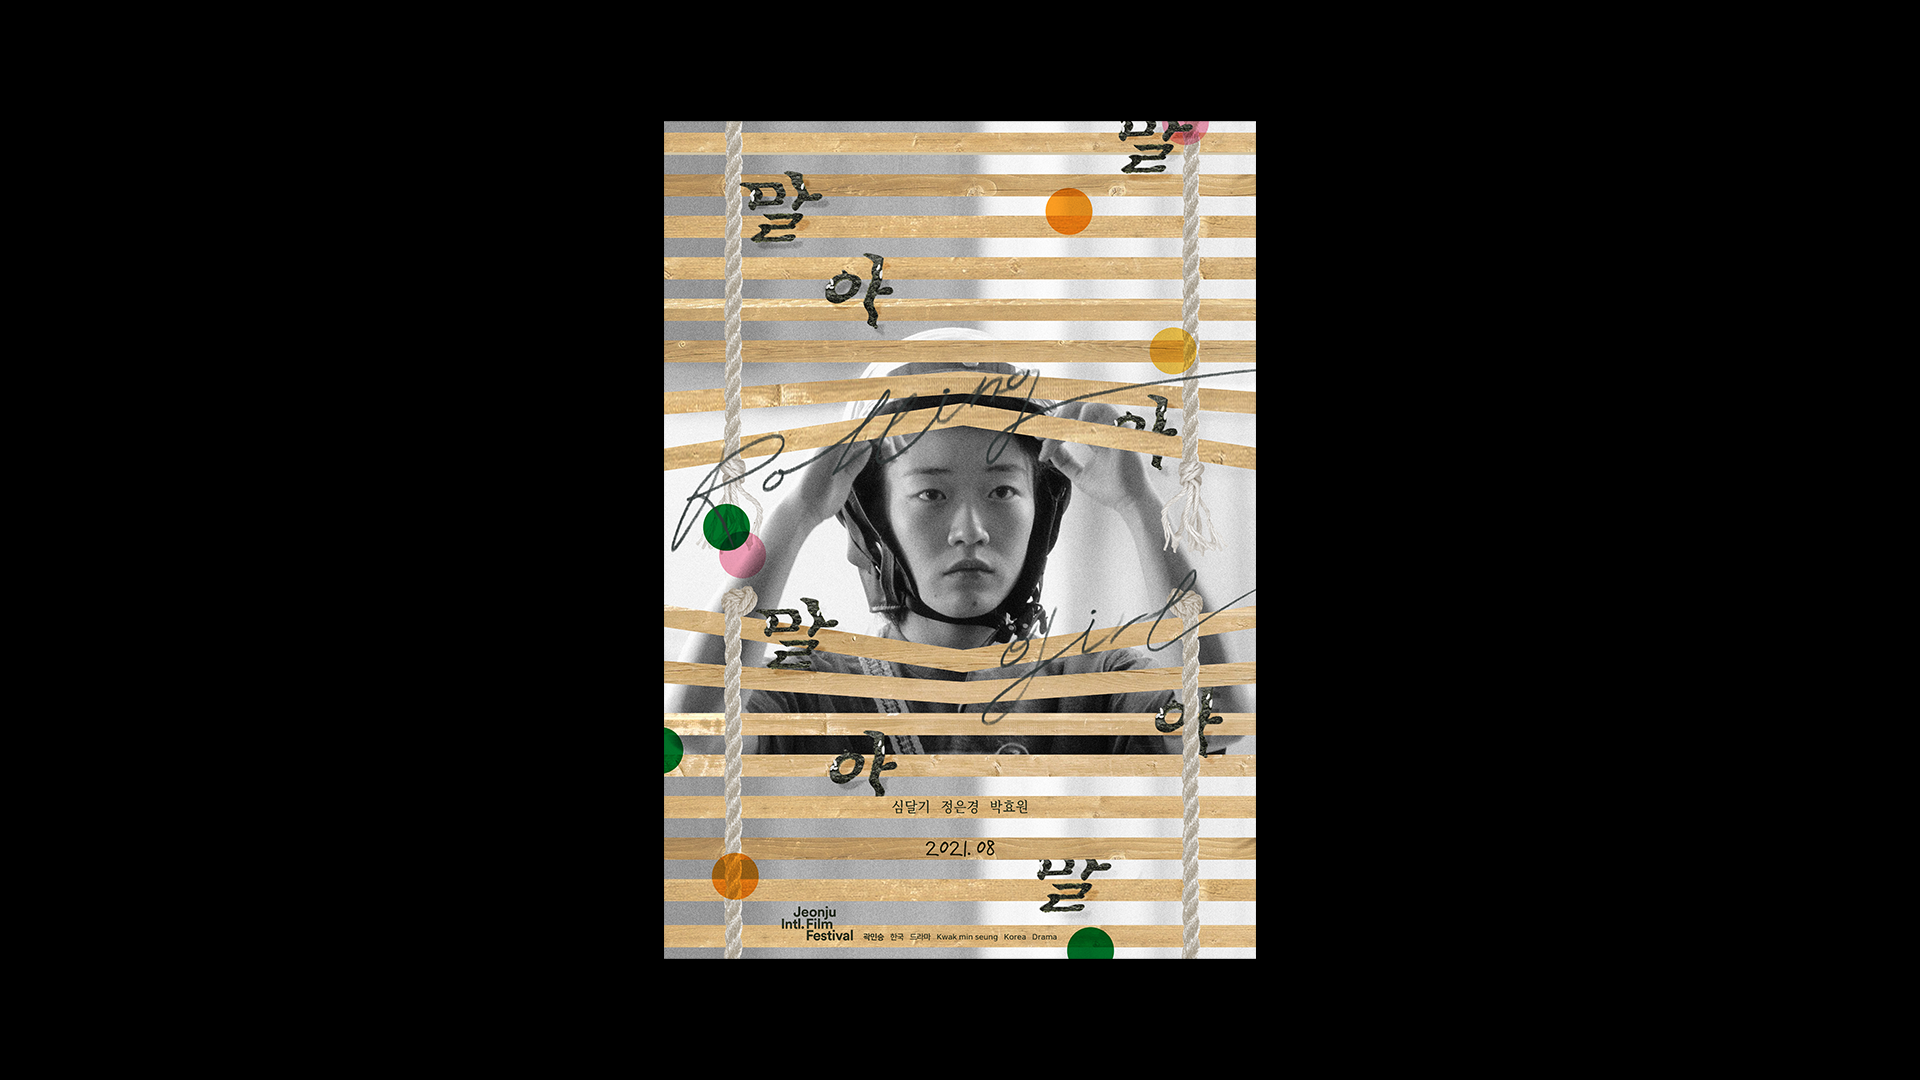 말
말
아
Rolling
아
girl
말
아
아
심달기 정은경 박효원
2021. 08
말
Jeonju
Intl. Film
Festival
곽민승 한국 드라마 Kwak min seung Korea Drama